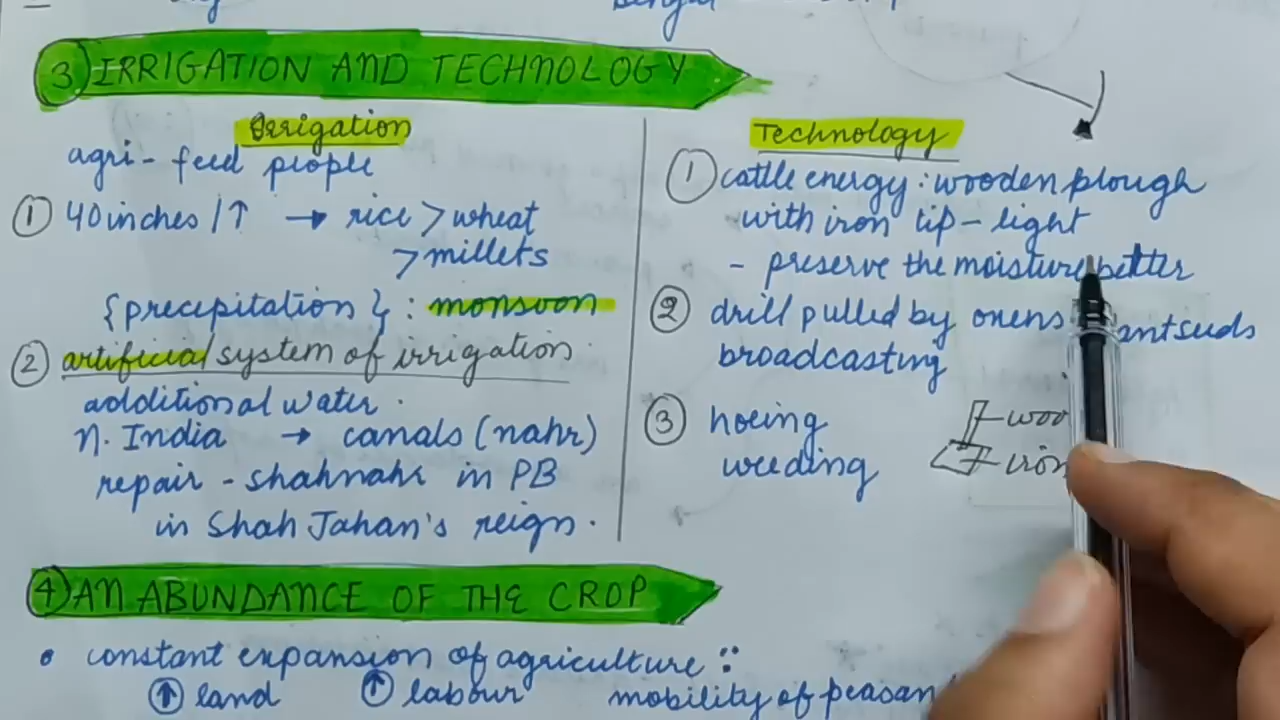 Bengal
③ IRRIGATION AND TECHNOLOGY
Irrigation
agri - feed people
① 40 inches /↑ → rice > wheat
> millets
{precipitation} : monsoon
② artificial system of irrigation.
additional water.
N. India → canals (nahr)
repair - shahnahr in PB
in Shah Jahan's reign.
Technology
① cattle energy : wooden plough
with iron tip - light
- preserve the moisture better
② drill pulled by oxens
broadcasting
③ hoeing
weeding
iron
④ AN ABUNDANCE OF THE CROP
• constant expansion of agriculture ::
↑ land ↑ labour mobility of